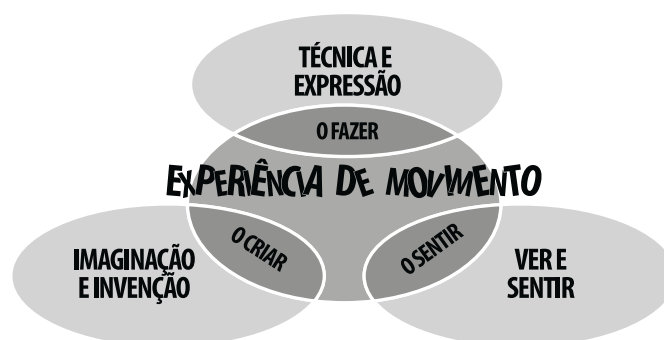 TÉCNICA E
EXPRESSÃO
O FAZER
EXPERIÊNCIA DE MOVIMENTO
IMAGINAÇÃO
E INVENÇÃO
O CRIAR
O SENTIR
VER E
SENTIR